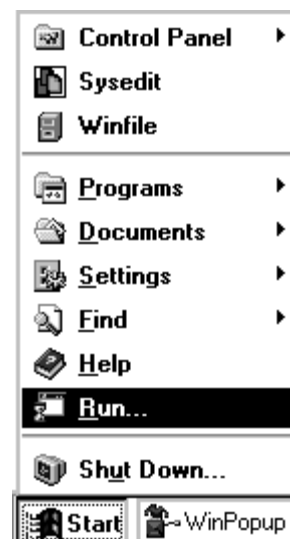 Control Panel
Sysedit
Winfile
Programs
Documents
Settings
Find
Help
Run...
Shut Down...
Start WinPopup